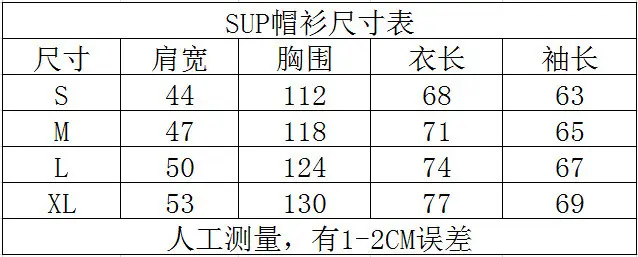 SUP帽衫尺寸表
尺寸 肩宽 胸围 衣长 袖长
S 44 112 68 63
M 47 118 71 65
L 50 124 74 67
XL 53 130 77 69
人工测量,有1-2CM误差